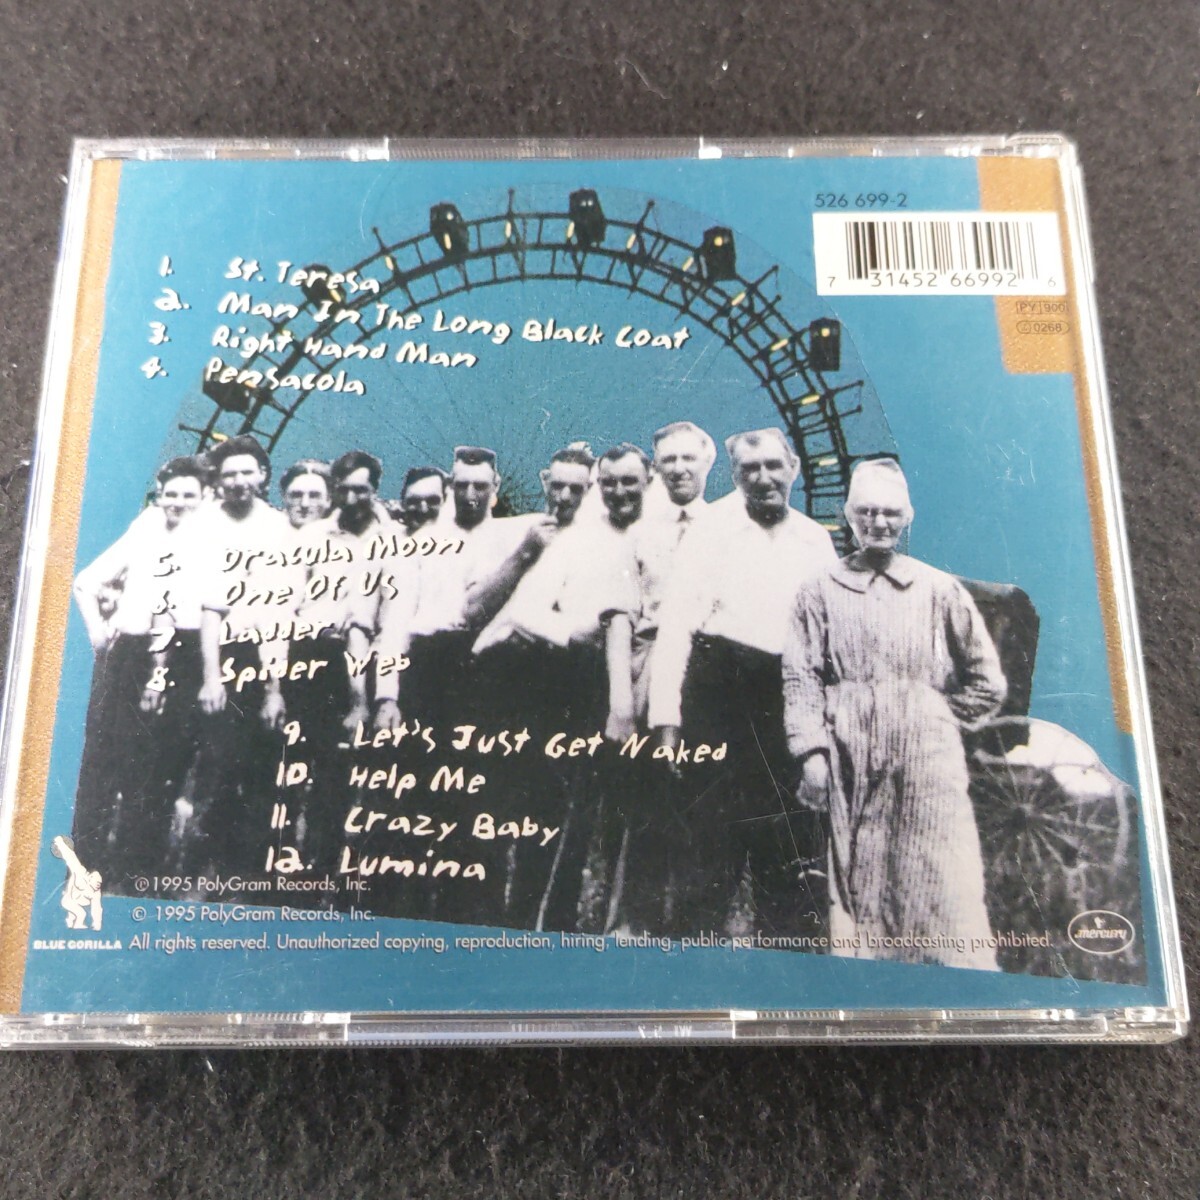 526 699-2
7 31452 66992 6
PY 900
0268
1. St. Teresa
2. Man In The Long Black Coat
3. Right Hand Man
4. Pensacola
5. Dracula Moon
6. One Of Us
7. Ladder
8. Spider Web
9. Let's Just Get Naked
10. Help Me
11. Crazy Baby
12. Lumina
℗ 1995 PolyGram Records, Inc.
© 1995 PolyGram Records, Inc.
BLUE GORILLA All rights reserved. Unauthorized copying, reproduction, hiring, lending, public performance and broadcasting prohibited.
mercury